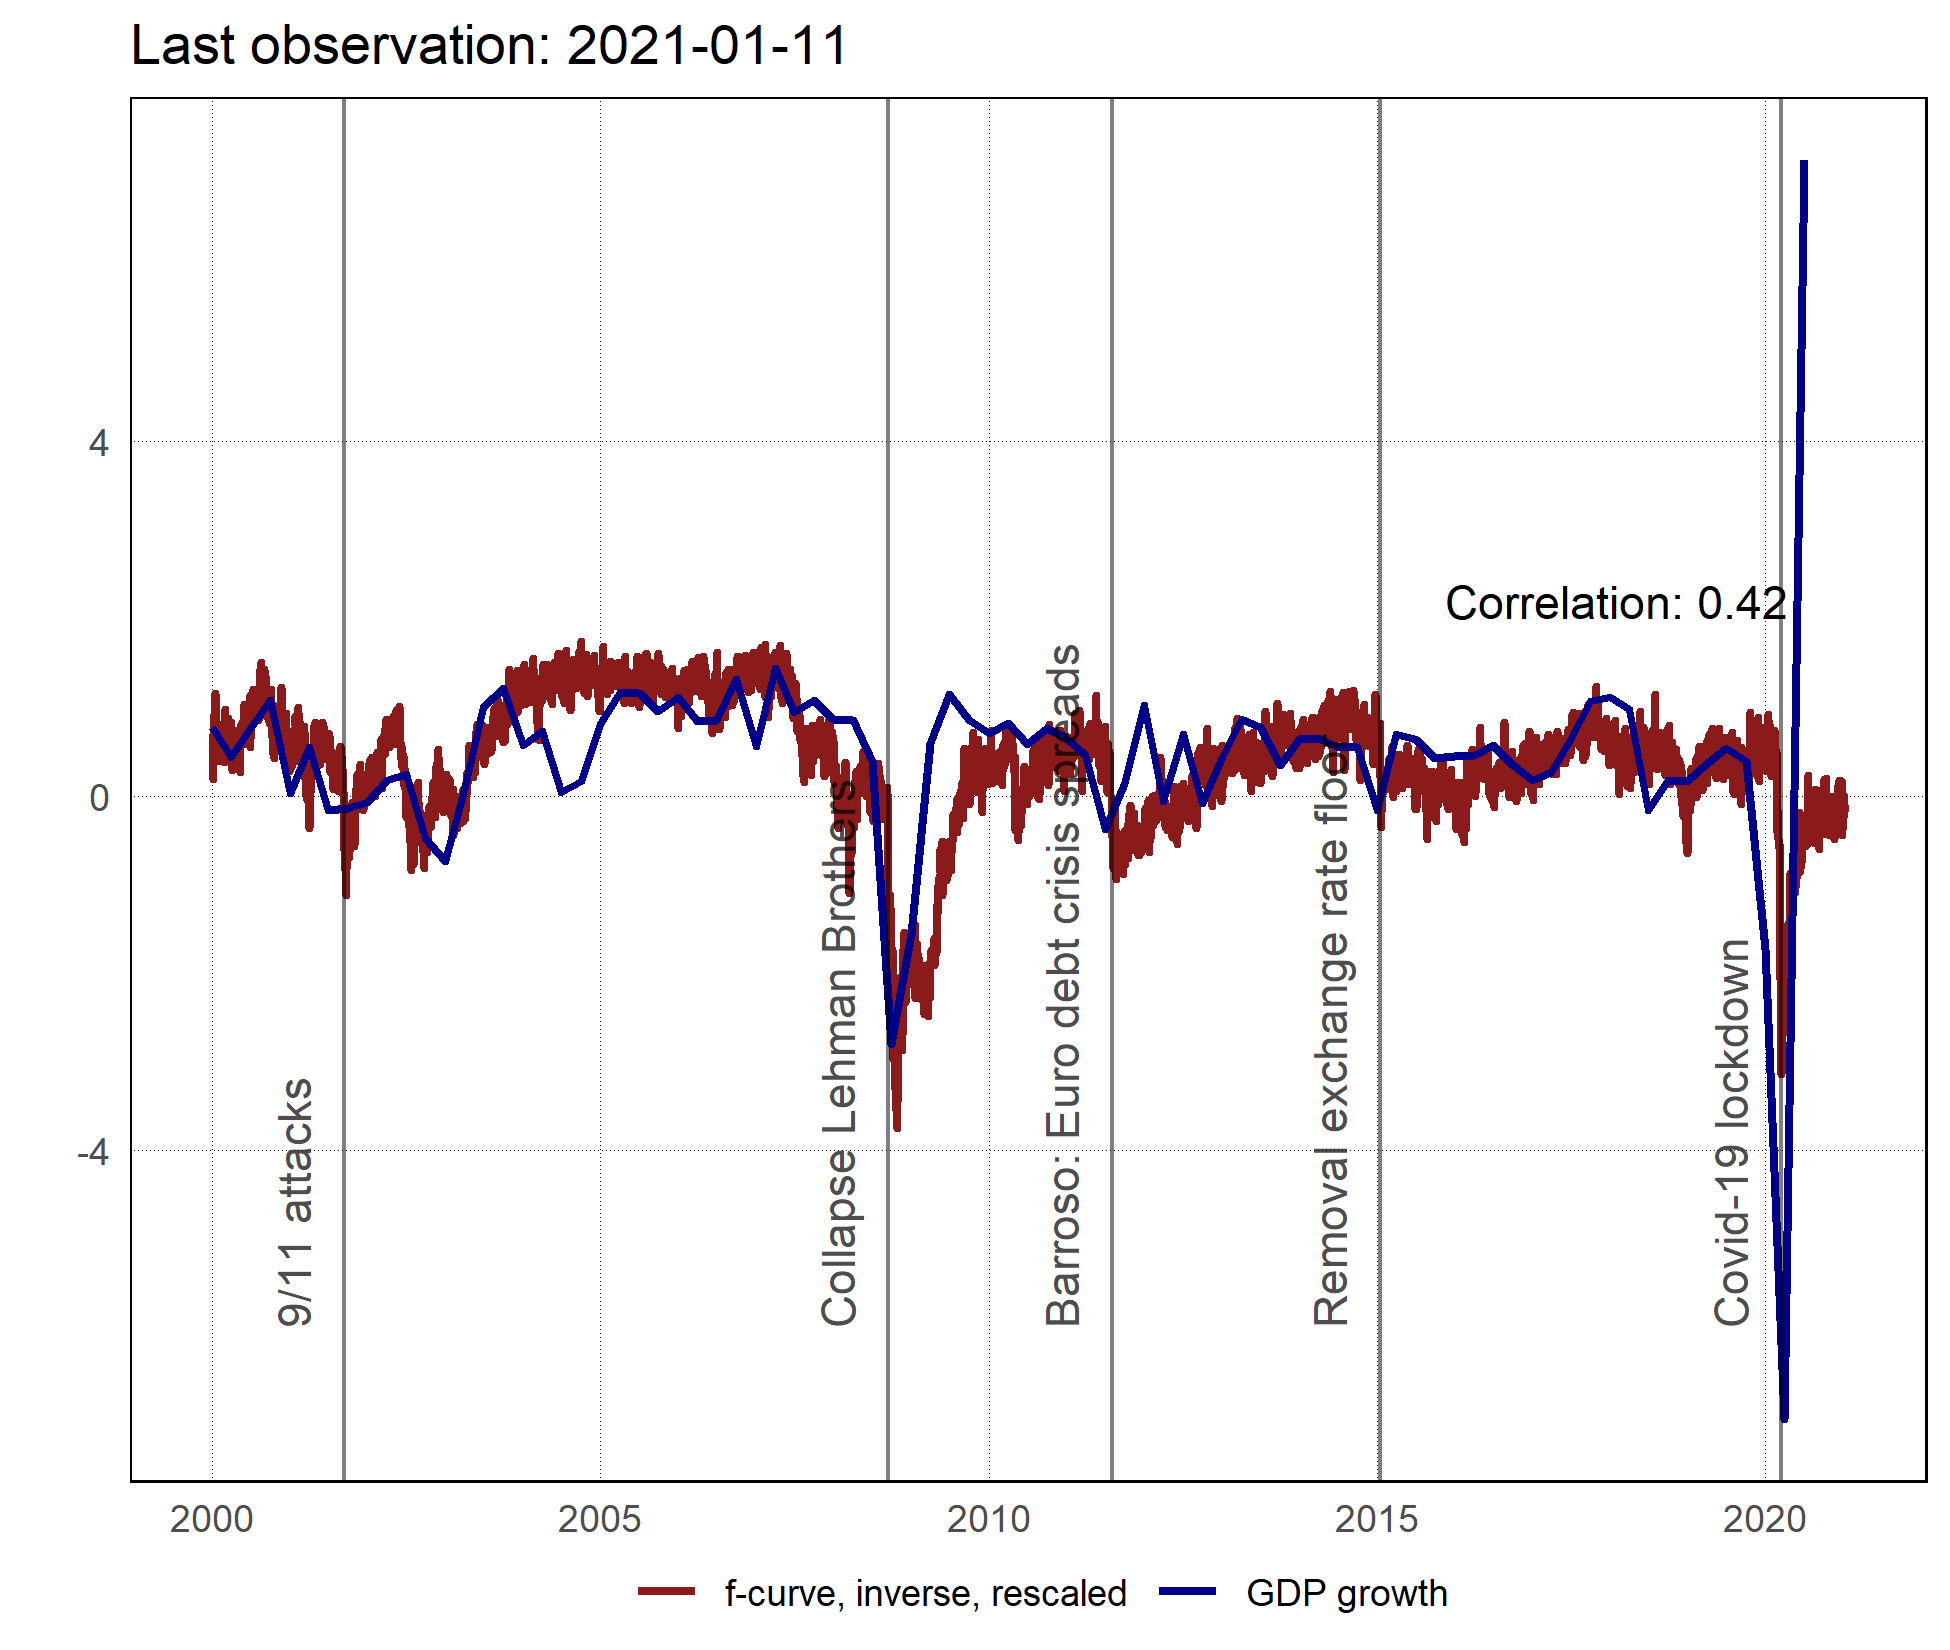 Last observation: 2021-01-11
4
0
-4
Correlation: 0.42
9/11 attacks
Collapse Lehman Brothers
Barroso: Euro debt crisis spreads
Removal exchange rate floor
Covid-19 lockdown
2000
2005
2010
2015
2020
f-curve, inverse, rescaled
GDP growth